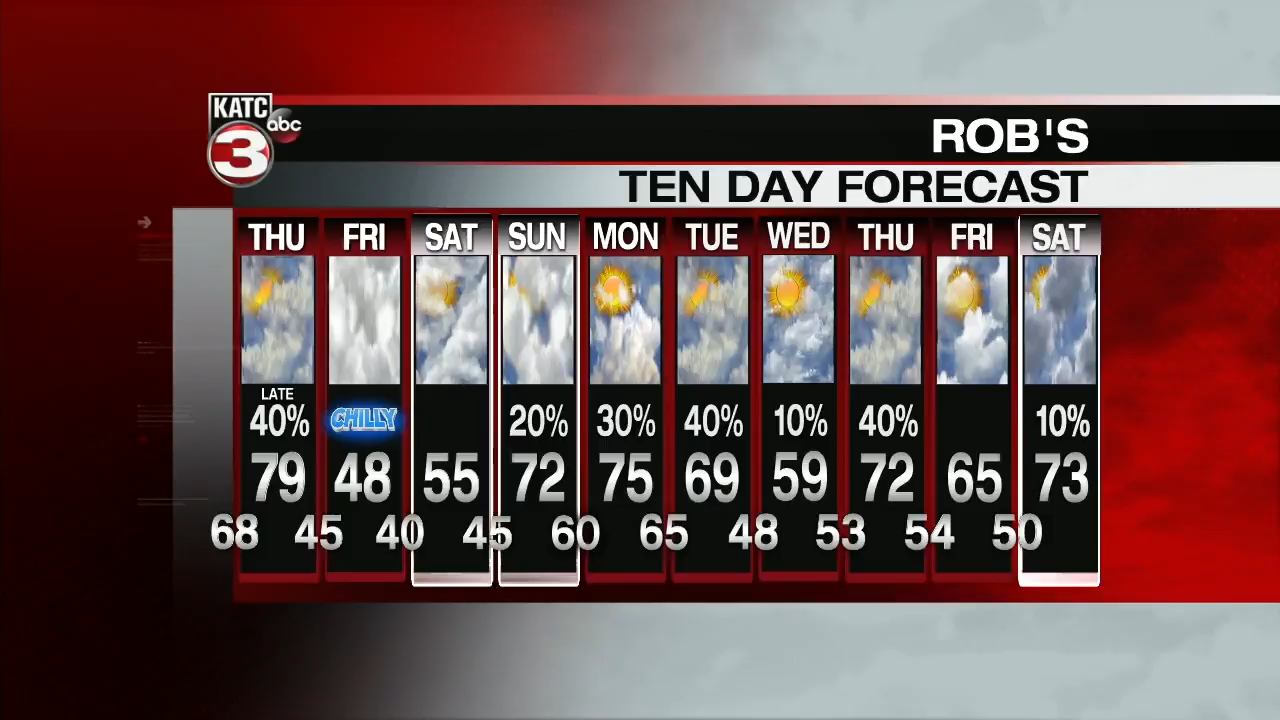 KATC
abc
3
ROB'S
TEN DAY FORECAST
THU FRI SAT SUN MON TUE WED THU FRI SAT
LATE
40% CHILLY 20% 30% 40% 10% 40% 10%
79 48 55 72 75 69 59 72 65 73
68 45 40 45 60 65 48 53 54 50